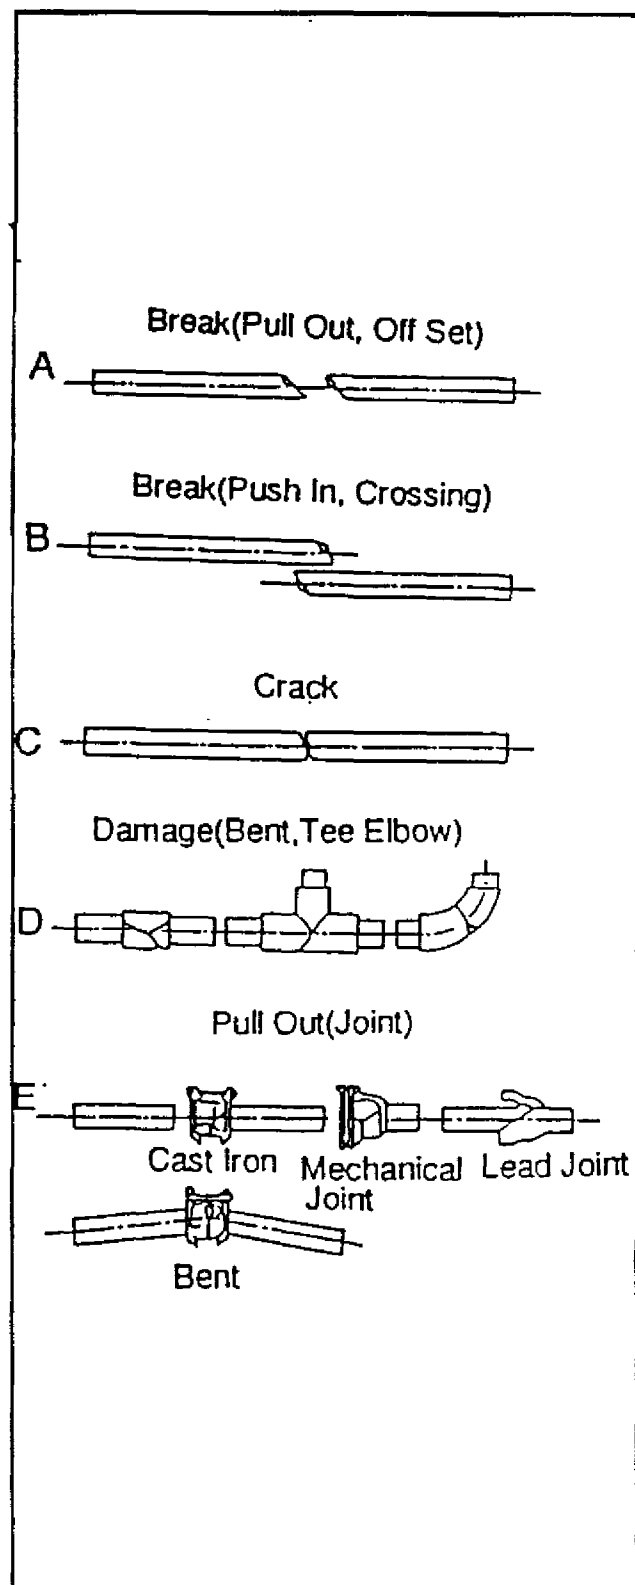 Break(Pull Out, Off Set)
A
Break(Push In, Crossing)
B
Crack
C
Damage(Bent,Tee Elbow)
D
Pull Out(Joint)
E
Cast Iron
Mechanical Joint
Lead Joint
Bent